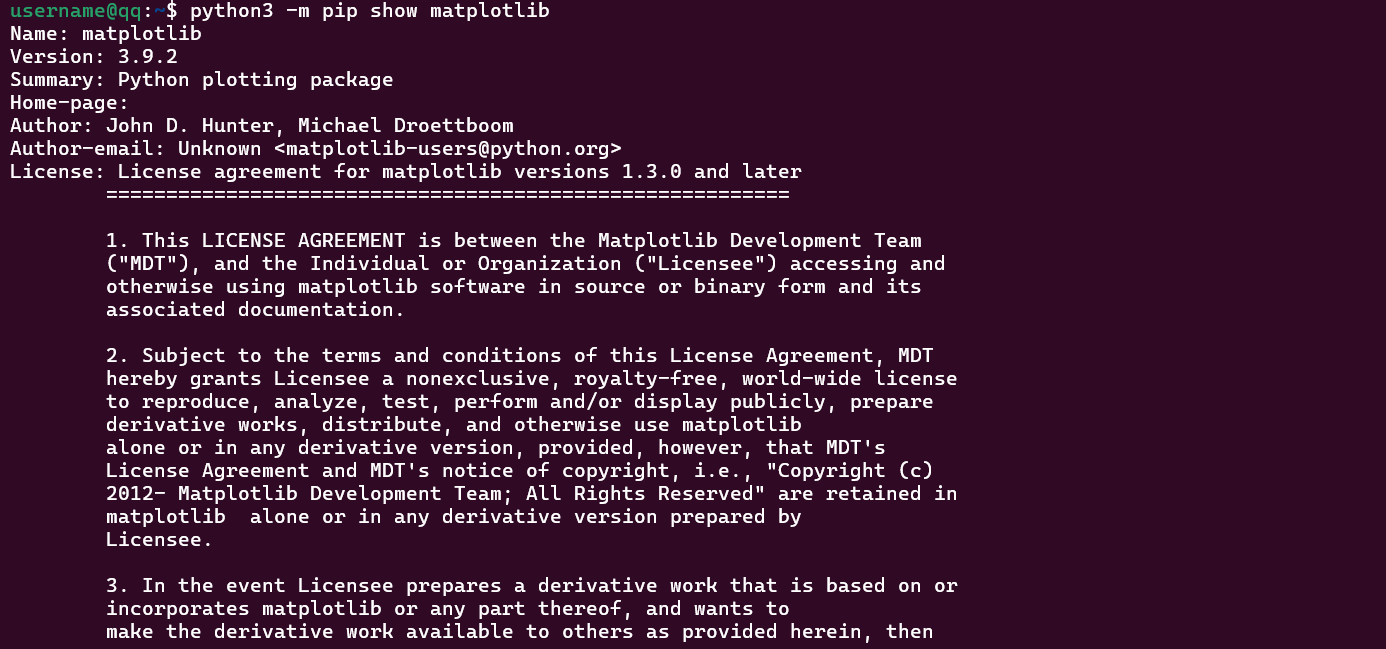 username@qq:~$ python3 -m pip show matplotlib
Name: matplotlib
Version: 3.9.2
Summary: Python plotting package
Home-page:
Author: John D. Hunter, Michael Droettboom
Author-email: Unknown <matplotlib-users@python.org>
License: License agreement for matplotlib versions 1.3.0 and later
=========================================================
1. This LICENSE AGREEMENT is between the Matplotlib Development Team
("MDT"), and the Individual or Organization ("Licensee") accessing and
otherwise using matplotlib software in source or binary form and its
associated documentation.
2. Subject to the terms and conditions of this License Agreement, MDT
hereby grants Licensee a nonexclusive, royalty-free, world-wide license
to reproduce, analyze, test, perform and/or display publicly, prepare
derivative works, distribute, and otherwise use matplotlib
alone or in any derivative version, provided, however, that MDT's
License Agreement and MDT's notice of copyright, i.e., "Copyright (c)
2012- Matplotlib Development Team; All Rights Reserved" are retained in
matplotlib  alone or in any derivative version prepared by
Licensee.
3. In the event Licensee prepares a derivative work that is based on or
incorporates matplotlib or any part thereof, and wants to
make the derivative work available to others as provided herein, then